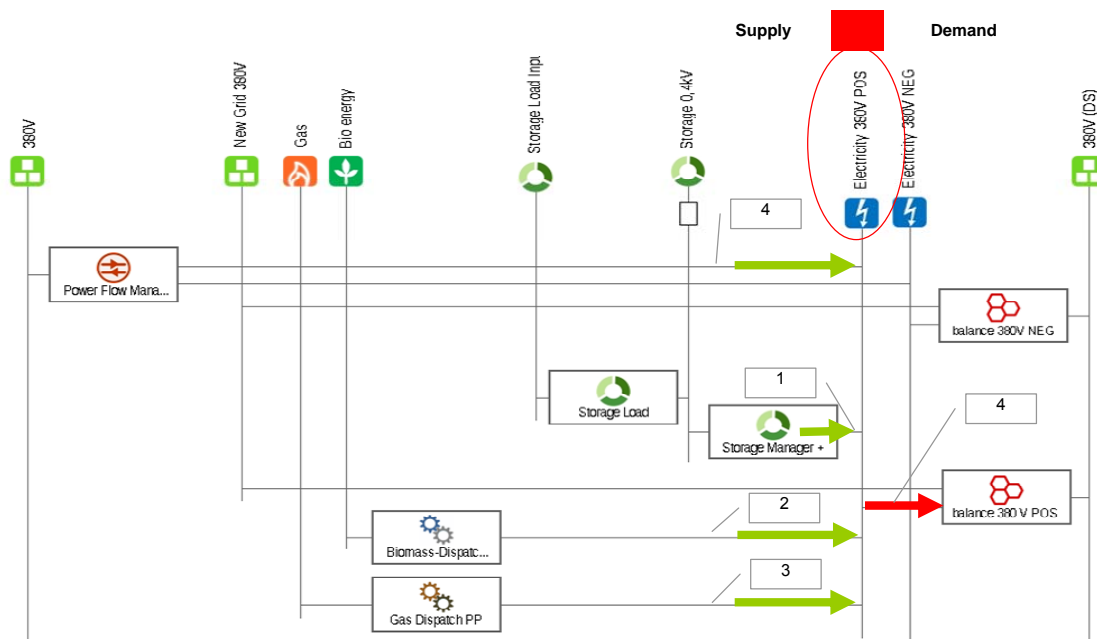 Supply
Demand
380V
New Grid 380V
Gas
Bio energy
Storage Load Inpu
Storage 0,4kV
Electricity 380V POS
Electricity 380V NEG
380V (DS)
4
Power Flow Mana...
balance 380V NEG
1
4
Storage Load
Storage Manager +
2
balance 380 V POS
Biomass-Dispatc...
3
Gas Dispatch PP